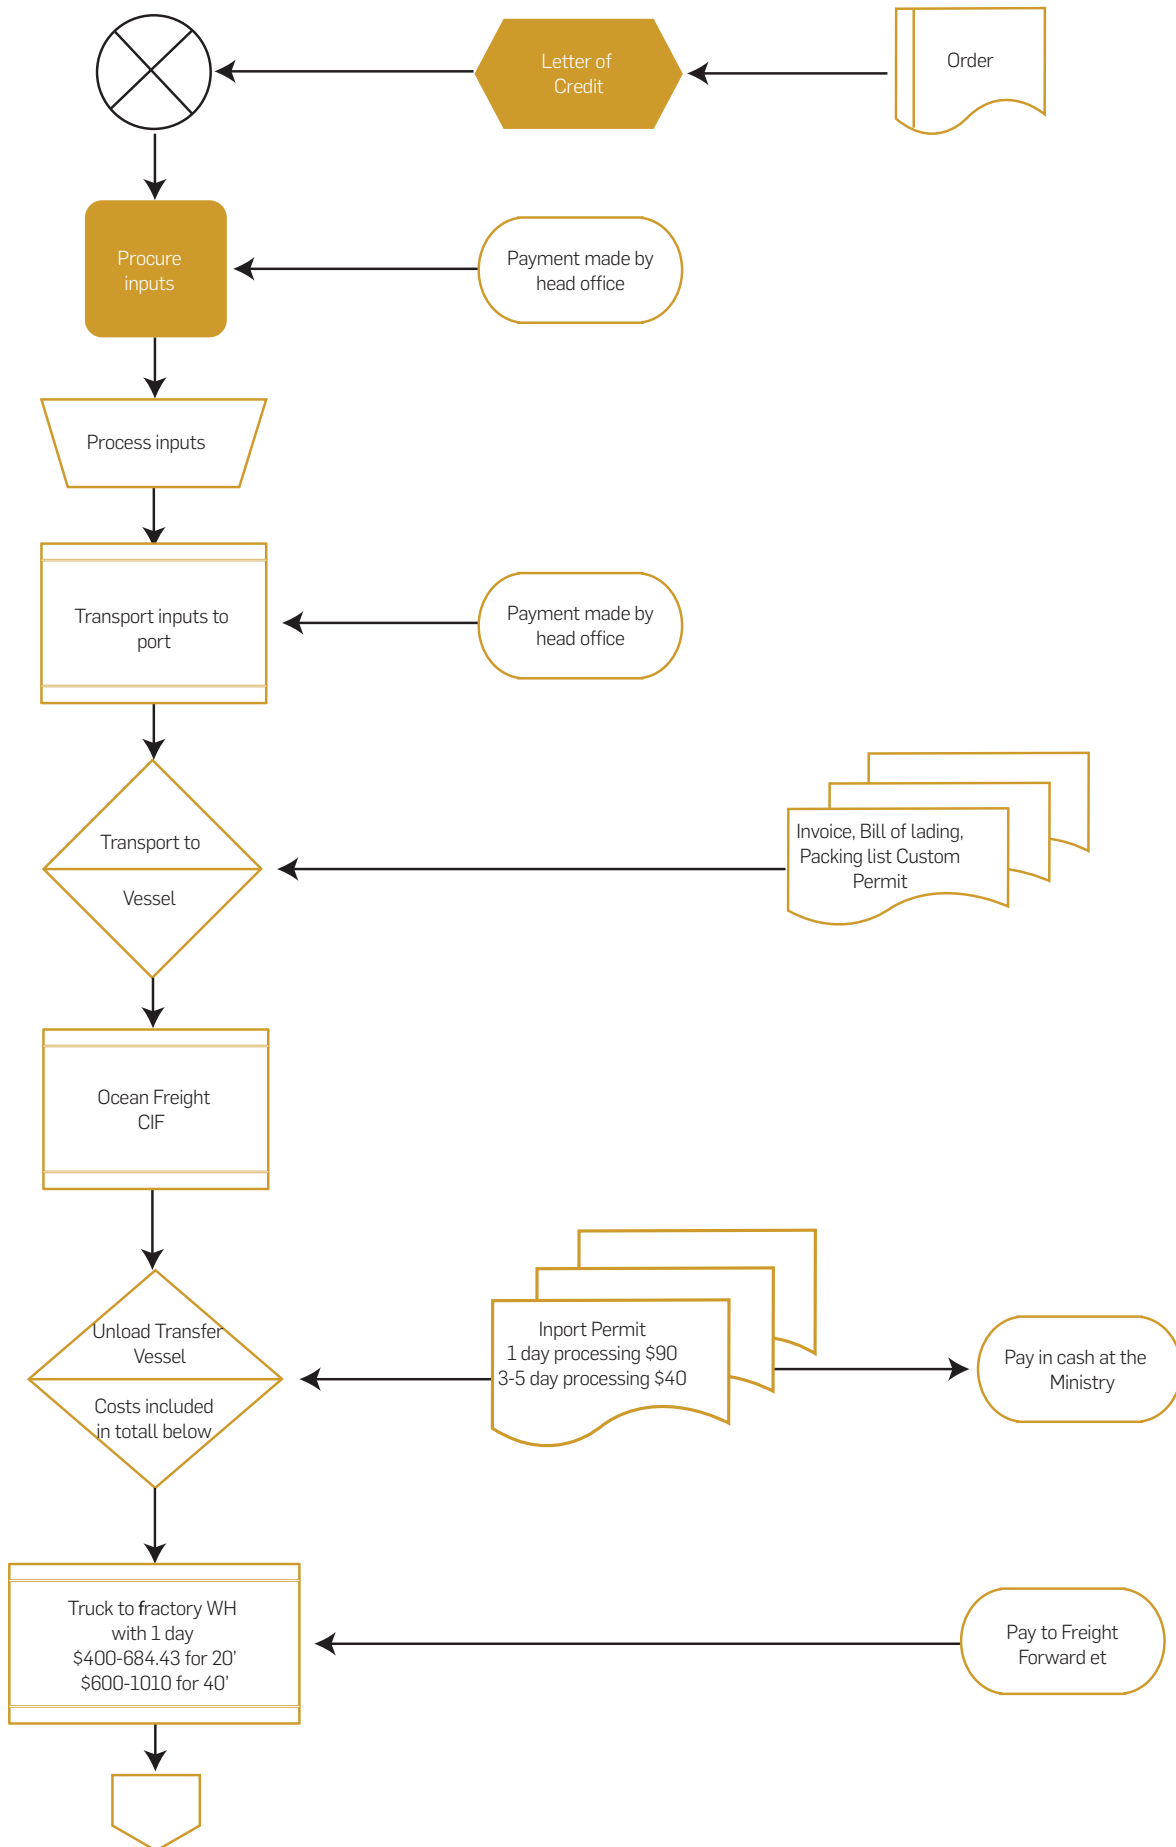 Letter of
Credit
Order
Procure
inputs
Payment made by
head office
Process inputs
Transport inputs to
port
Payment made by
head office
Transport to
Vessel
Invoice, Bill of lading,
Packing list Custom
Permit
Ocean Freight
CIF
Unload Transfer
Vessel
Costs included
in totall below
Inport Permit
1 day processing $90
3-5 day processing $40
Pay in cash at the
Ministry
Truck to fractory WH
with 1 day
$400-684.43 for 20'
$600-1010 for 40'
Pay to Freight
Forward et